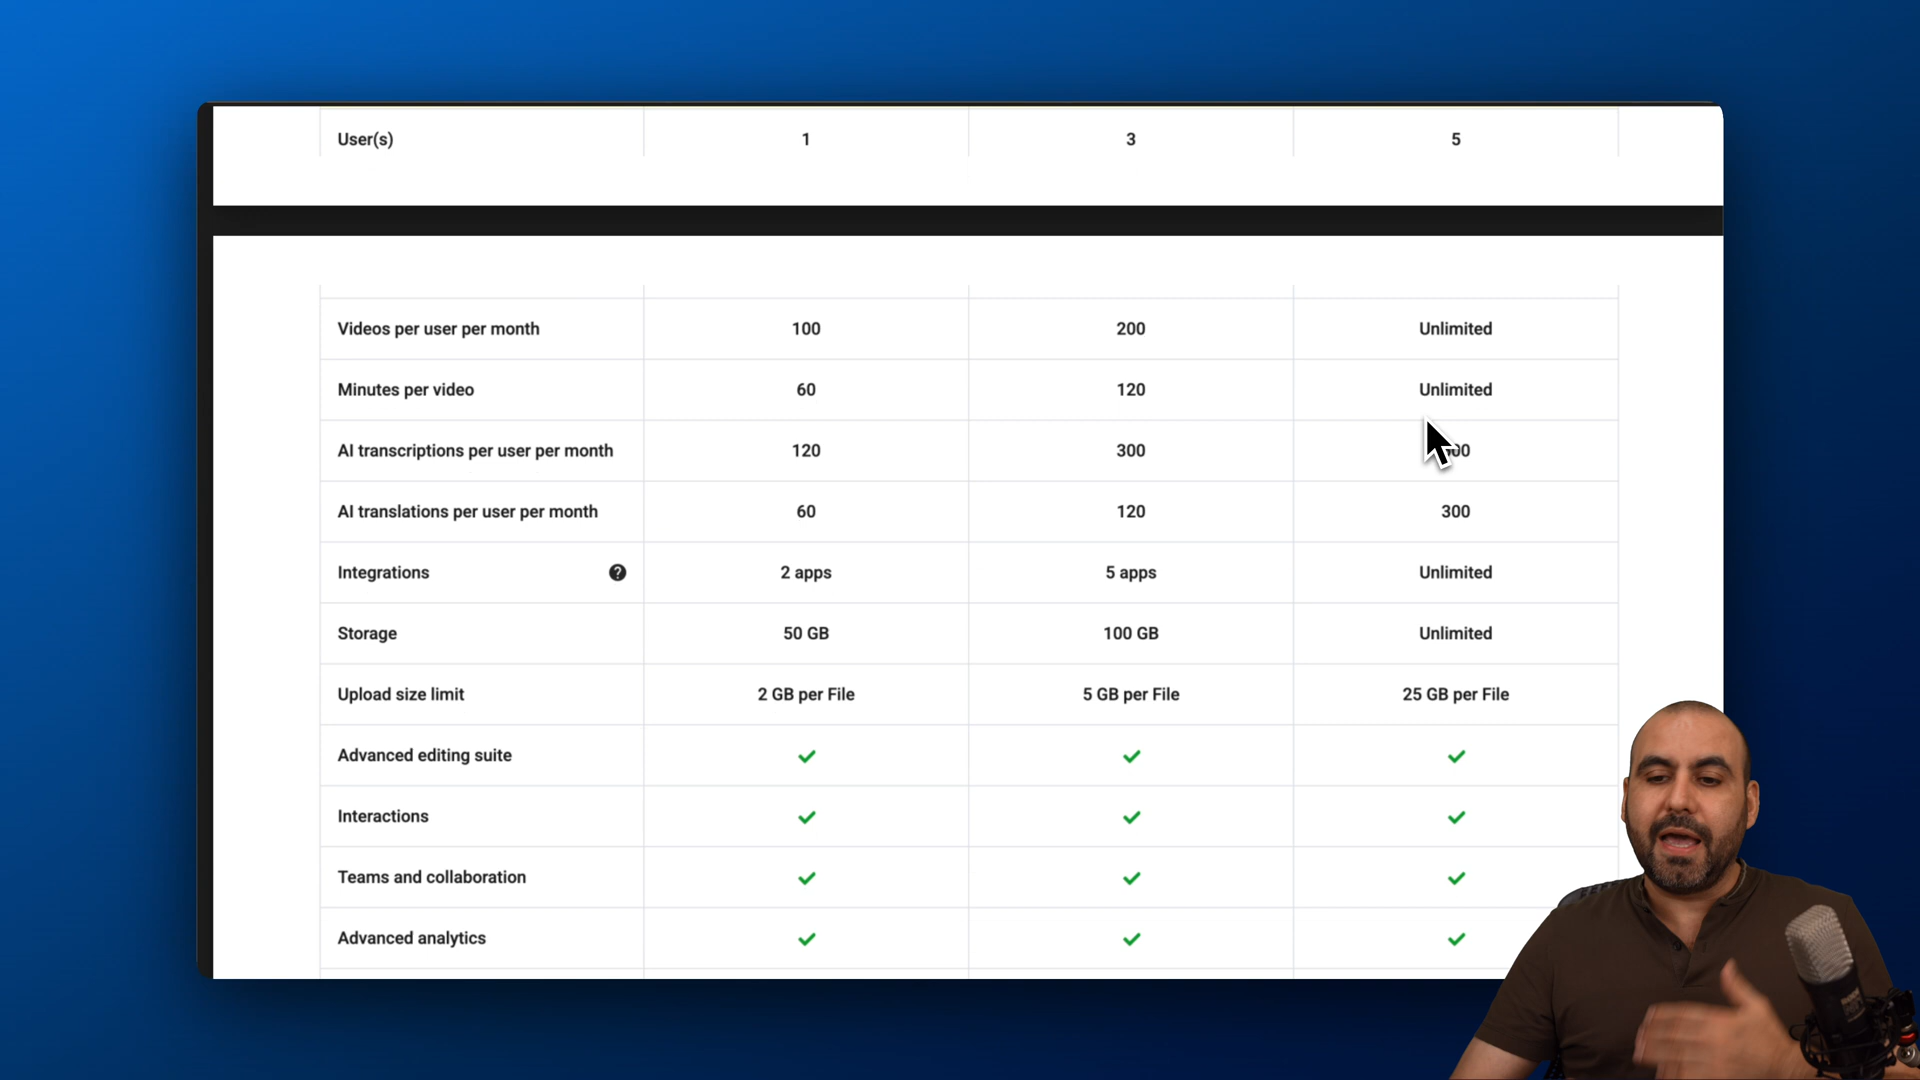 User(s) 1 3 5
Videos per user per month 100 200 Unlimited
Minutes per video 60 120 Unlimited
AI transcriptions per user per month 120 300
AI translations per user per month 60 120 300
Integrations ? 2 apps 5 apps Unlimited
Storage 50 GB 100 GB Unlimited
Upload size limit 2 GB per File 5 GB per File 25 GB per File
Advanced editing suite
Interactions
Teams and collaboration
Advanced analytics